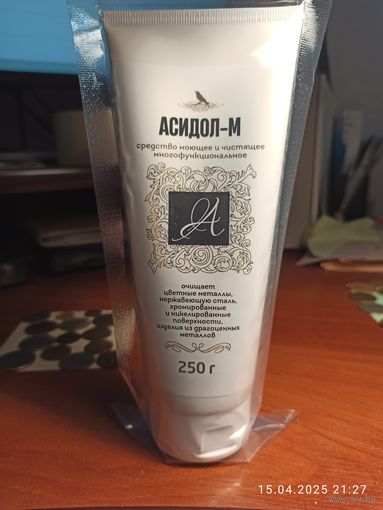 АСИДОЛ-М
средство моющее и чистящее
многофункциональное
А
очищает
цветные металлы,
нержавеющую сталь,
хромированные
и никелированные
поверхности,
изделия из драгоценных
металлов
250 г
15.04.2025 21:27